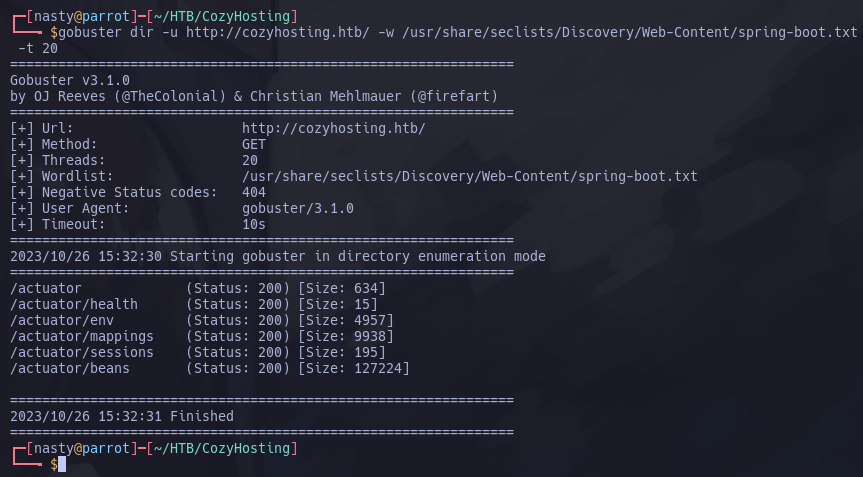 ┌─[nasty@parrot]─[~/HTB/CozyHosting]
└──╼ $gobuster dir -u http://cozyhosting.htb/ -w /usr/share/seclists/Discovery/Web-Content/spring-boot.txt
 -t 20
===============================================================
Gobuster v3.1.0
by OJ Reeves (@TheColonial) & Christian Mehlmauer (@firefart)
===============================================================
[+] Url:                     http://cozyhosting.htb/
[+] Method:                  GET
[+] Threads:                 20
[+] Wordlist:                /usr/share/seclists/Discovery/Web-Content/spring-boot.txt
[+] Negative Status codes:   404
[+] User Agent:              gobuster/3.1.0
[+] Timeout:                 10s
===============================================================
2023/10/26 15:32:30 Starting gobuster in directory enumeration mode
===============================================================
/actuator             (Status: 200) [Size: 634]
/actuator/health      (Status: 200) [Size: 15]
/actuator/env         (Status: 200) [Size: 4957]
/actuator/mappings    (Status: 200) [Size: 9938]
/actuator/sessions    (Status: 200) [Size: 195]
/actuator/beans       (Status: 200) [Size: 127224]

===============================================================
2023/10/26 15:32:31 Finished
===============================================================
┌─[nasty@parrot]─[~/HTB/CozyHosting]
└──╼ $